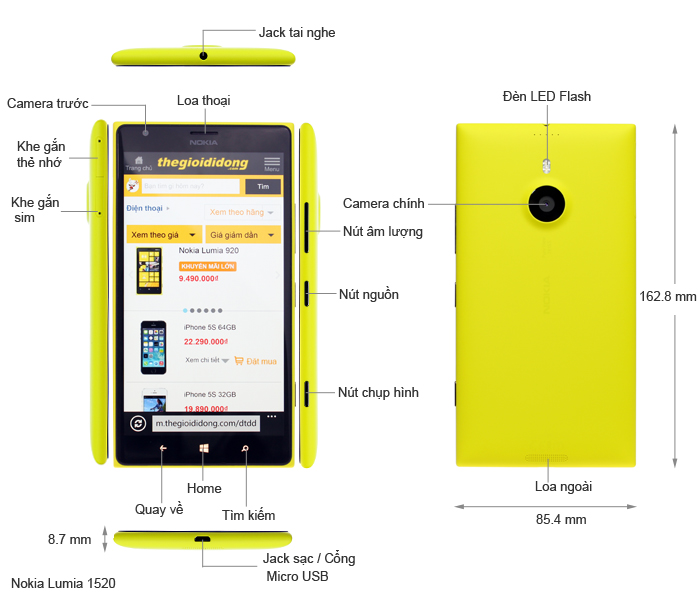 Jack tai nghe
Camera trước
Loa thoại
Đèn LED Flash
NOKIA
Khe gắn
thẻ nhớ
Trang chủ
thegioididong
.com
Menu
Bạn tìm gì hôm nay?
Tìm
Khe gắn
sim
Điện thoại
Xem theo hãng
Camera chính
Xem theo giá
Giá giảm dần
Nút âm lượng
Nokia Lumia 920
KHUYẾN MÃI LỚN
9.490.000₫
NOKIA
Nút nguồn
162.8 mm
iPhone 5S 64GB
22.290.000₫
Xem chi tiết
Đặt mua
iPhone 5S 32GB
19.890.000₫
Nút chụp hình
m.thegioididong.com/dtdd
Home
Quay về
Tìm kiếm
Loa ngoài
85.4 mm
8.7 mm
Jack sạc / Cổng
Micro USB
Nokia Lumia 1520